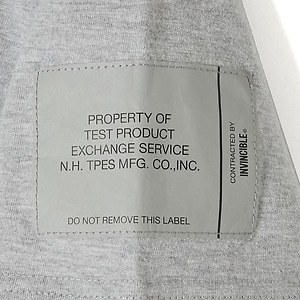 PROPERTY OF
TEST PRODUCT
EXCHANGE SERVICE
N.H. TPES MFG. CO.,INC.
DO NOT REMOVE THIS LABEL
CONTRACTED BY
INVINCIBLE®